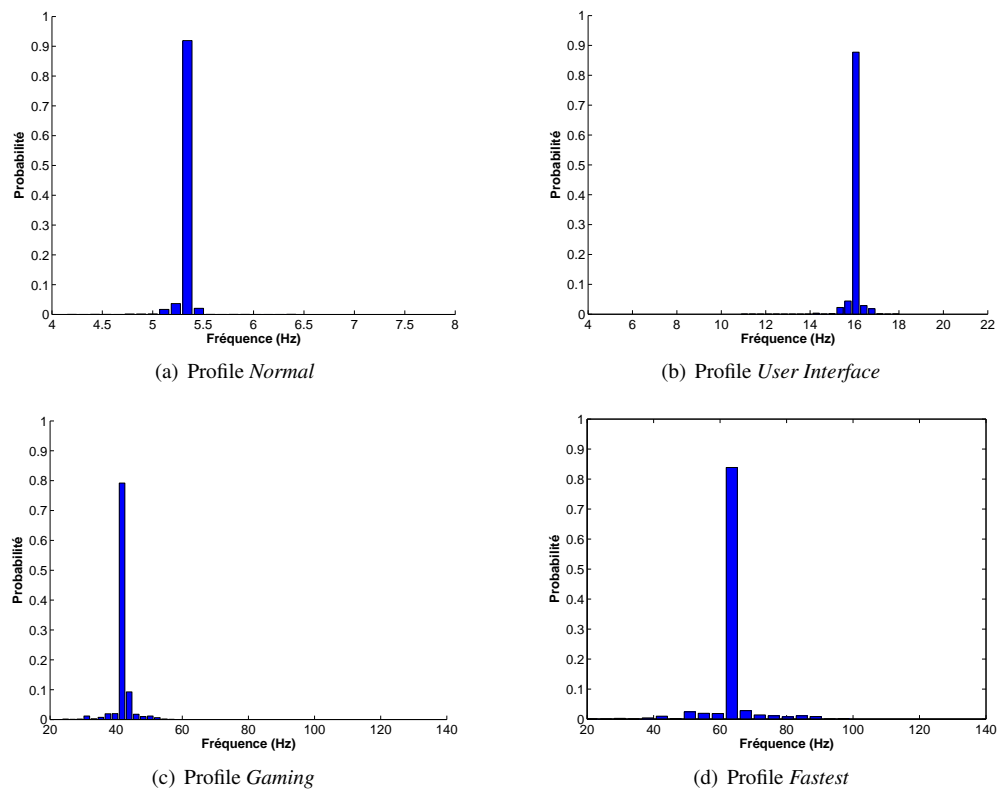 1
0.9
0.8
0.7
0.6
0.5
0.4
0.3
0.2
0.1
0
Probabilité
4 4.5 5 5.5 6 6.5 7 7.5 8
Fréquence (Hz)
(a) Profile Normal
1
0.9
0.8
0.7
0.6
0.5
0.4
0.3
0.2
0.1
0
Probabilité
4 6 8 10 12 14 16 18 20 22
Fréquence (Hz)
(b) Profile User Interface
1
0.9
0.8
0.7
0.6
0.5
0.4
0.3
0.2
0.1
0
Probabilité
20 40 60 80 100 120 140
Fréquence (Hz)
(c) Profile Gaming
1
0.9
0.8
0.7
0.6
0.5
0.4
0.3
0.2
0.1
0
Probabilité
20 40 60 80 100 120 140
Fréquence (Hz)
(d) Profile Fastest